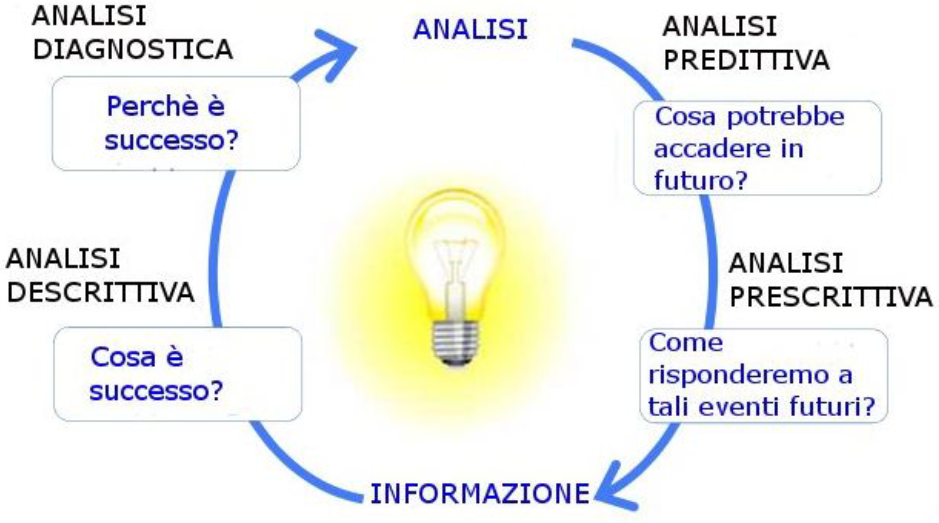 ANALISI
DIAGNOSTICA
Perchè è
successo?
ANALISI
ANALISI
PREDITTIVA
Cosa potrebbe
accadere in
futuro?
ANALISI
DESCRITTIVA
Cosa è
successo?
ANALISI
PRESCRITTIVA
Come
risponderemo a
tali eventi futuri?
INFORMAZIONE